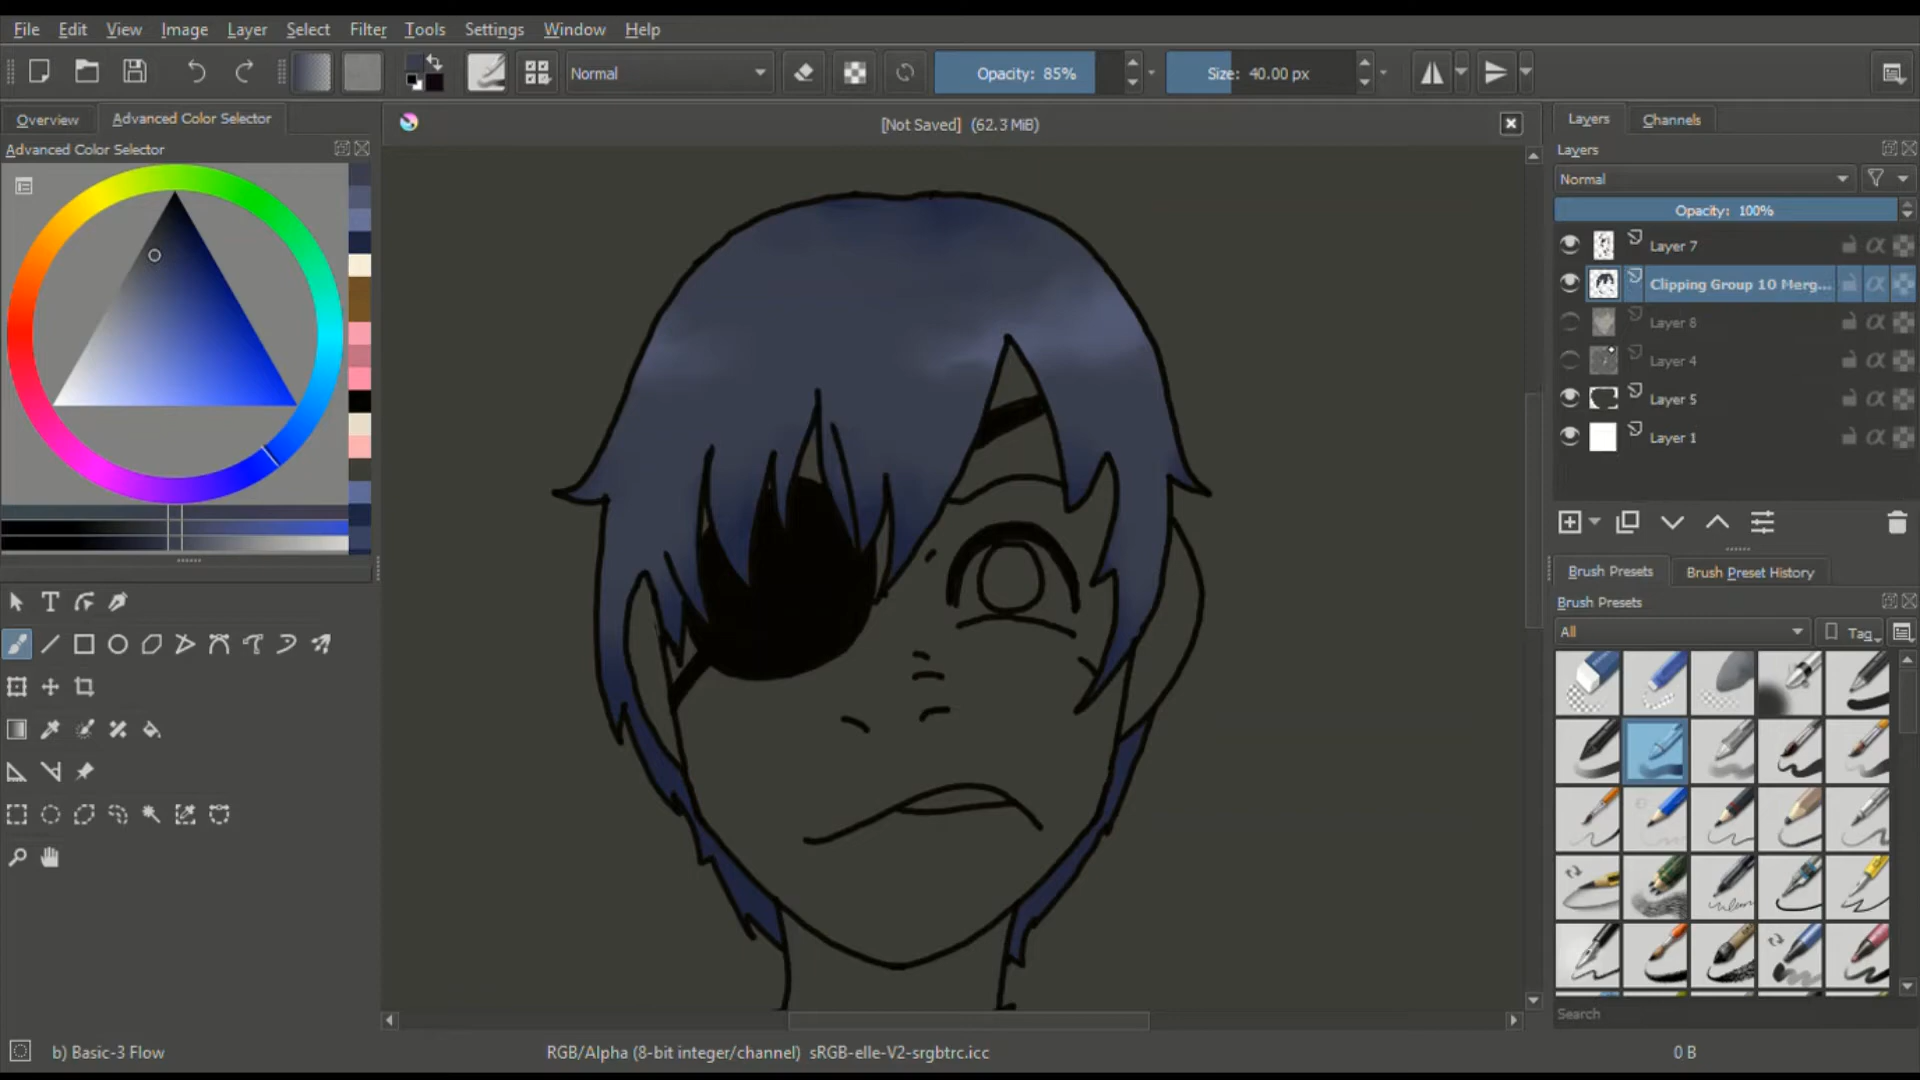 File Edit View Image Layer Select Filter Tools Settings Window Help
Normal Opacity: 85% Size: 40.00 px
Overview Advanced Color Selector
Advanced Color Selector
[Not Saved] (62.3 MiB)
Layers Channels
Layers
Normal
Opacity: 100%
Layer 7
Clipping Group 10 Merg...
Layer 8
Layer 4
Layer 5
Layer 1
Brush Presets Brush Preset History
Brush Presets
All Tag
Search
b) Basic-3 Flow
RGB/Alpha (8-bit integer/channel) sRGB-elle-V2-srgbtrc.icc
0 B